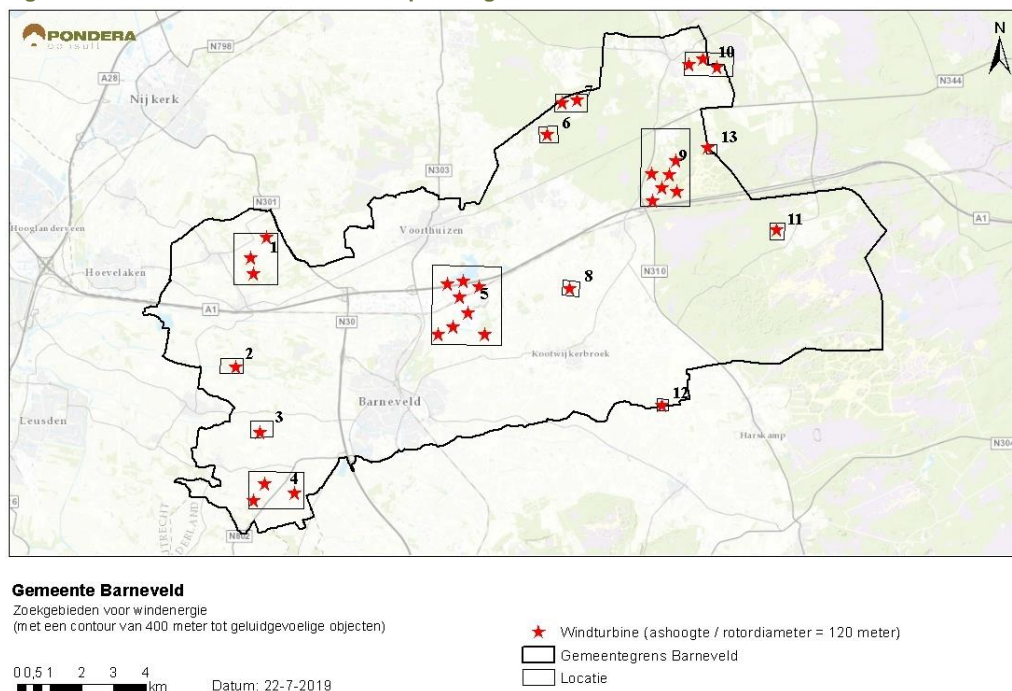 PONDERA
consult
N
N798
10
A28
Nijkerk
N344
7
6
13
9
N303
N301
11
A1
Hooglanderveen
1
Voorthuizen
Hoevelaken
N310
8
5
A1
N30
Kootwijkerbroek
2
12
Barneveld
3
Leusden
Harskamp
N304
4
N802
Gemeente Barneveld
Zoekgebieden voor windenergie
(met een contour van 400 meter tot geluidgevoelige objecten)
Windturbine (ashoogte / rotordiameter = 120 meter)
Gemeentegrens Barneveld
Locatie
0 0,5 1 2 3 4
km
Datum: 22-7-2019